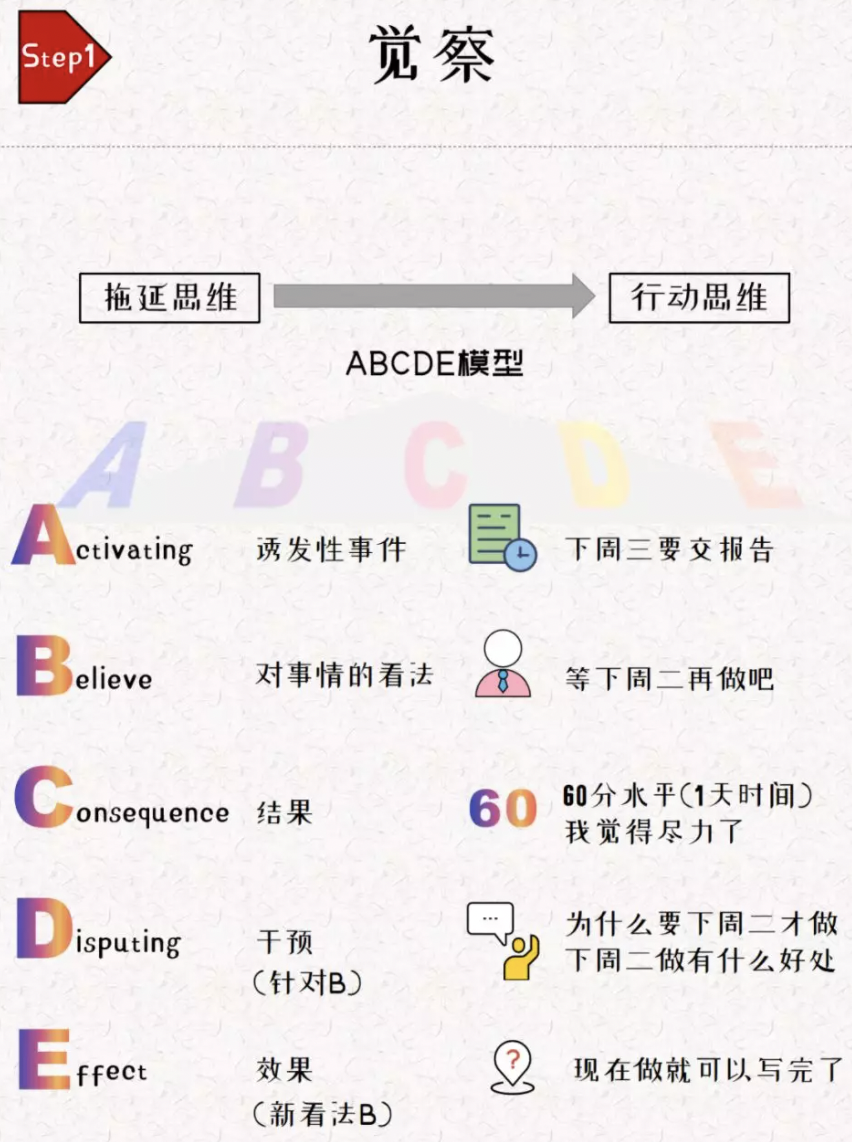 Step1
觉察
拖延思维
行动思维
ABCDE模型
A B C D E
Activating 诱发性事件 下周三要交报告
Believe 对事情的看法 等下周二再做吧
Consequence 结果 60 60分水平(1天时间)
我觉得尽力了
Disputing 干预 为什么要下周二才做
(针对B) 下周二做有什么好处
Effect 效果 ? 现在做就可以写完了
(新看法B)